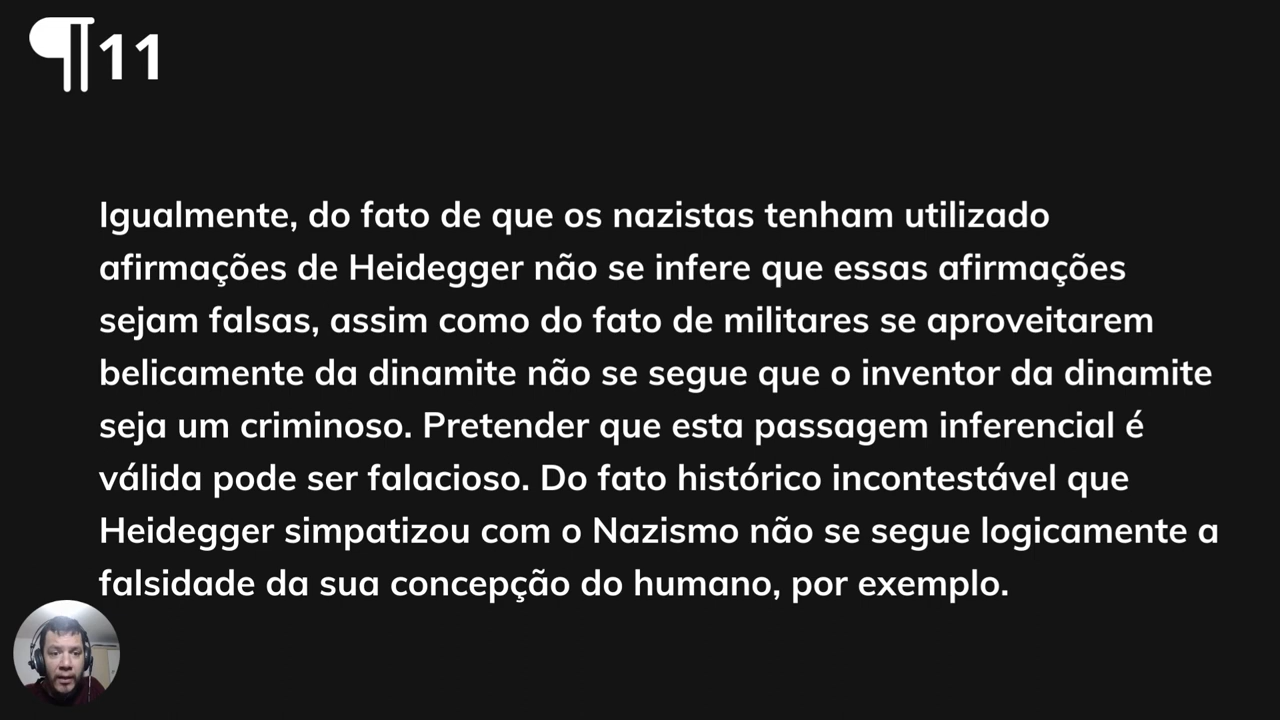 ¶11
Igualmente, do fato de que os nazistas tenham utilizado
afirmações de Heidegger não se infere que essas afirmações
sejam falsas, assim como do fato de militares se aproveitarem
belicamente da dinamite não se segue que o inventor da dinamite
seja um criminoso. Pretender que esta passagem inferencial é
válida pode ser falacioso. Do fato histórico incontestável que
Heidegger simpatizou com o Nazismo não se segue logicamente a
falsidade da sua concepção do humano, por exemplo.